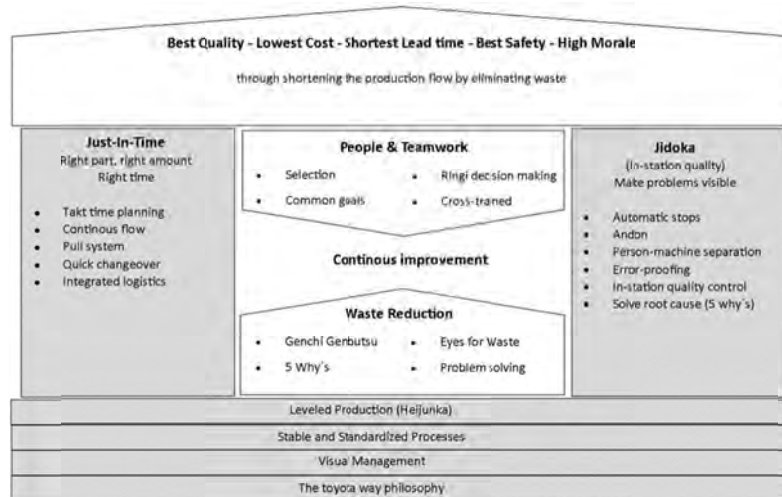 Best Quality - Lowest Cost - Shortest Lead time - Best Safety - High Morale
through shortening the production flow by eliminating waste
Just-In-Time
Right part, right amount
Right time
• Takt time planning
• Continous flow
• Pull system
• Quick changeover
• Integrated logistics
People & Teamwork
• Selection
• Common goals
• Ringi decision making
• Cross-traned
Continous improvement
Waste Reduction
• Genchi Genbutsu
• 5 Why´s
• Eyes for Waste
• Problem solving
Jidoka
(In-station quality)
Mate problems visible
• Automatic stops
• Andon
• Person-machine separation
• Error-proofing
• In-station quality control
• Solve root cause (5 why´s)
Leveled Production (Heijunka)
Stable and Standardized Processes
Visual Management
The toyota way philosophy